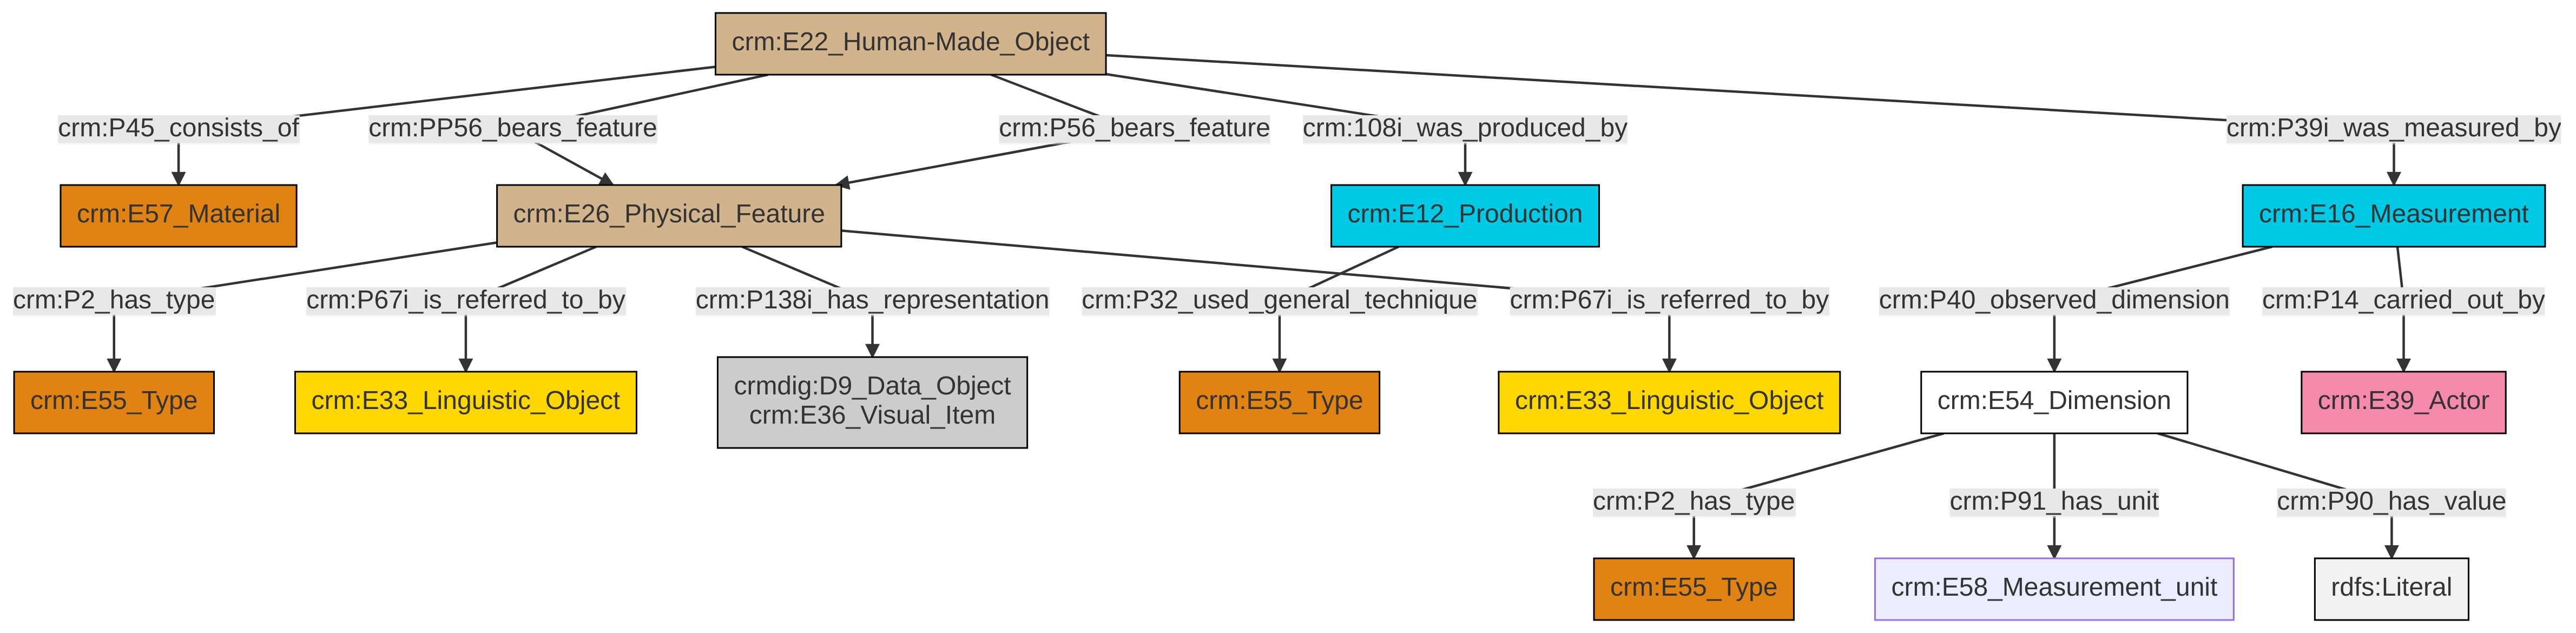 crm:E22_Human-Made_Object
crm:P45_consists_of
crm:PP56_bears_feature
crm:P56_bears_feature
crm:108i_was_produced_by
crm:P39i_was_measured_by
crm:E57_Material
crm:E26_Physical_Feature
crm:E12_Production
crm:E16_Measurement
crm:P2_has_type
crm:P67i_is_referred_to_by
crm:P138i_has_representation
crm:P32_used_general_technique
crm:P67i_is_referred_to_by
crm:P40_observed_dimension
crm:P14_carried_out_by
crm:E55_Type
crm:E33_Linguistic_Object
crmdig:D9_Data_Object
crm:E36_Visual_Item
crm:E55_Type
crm:E33_Linguistic_Object
crm:E54_Dimension
crm:E39_Actor
crm:P2_has_type
crm:P91_has_unit
crm:P90_has_value
crm:E55_Type
crm:E58_Measurement_unit
rdfs:Literal